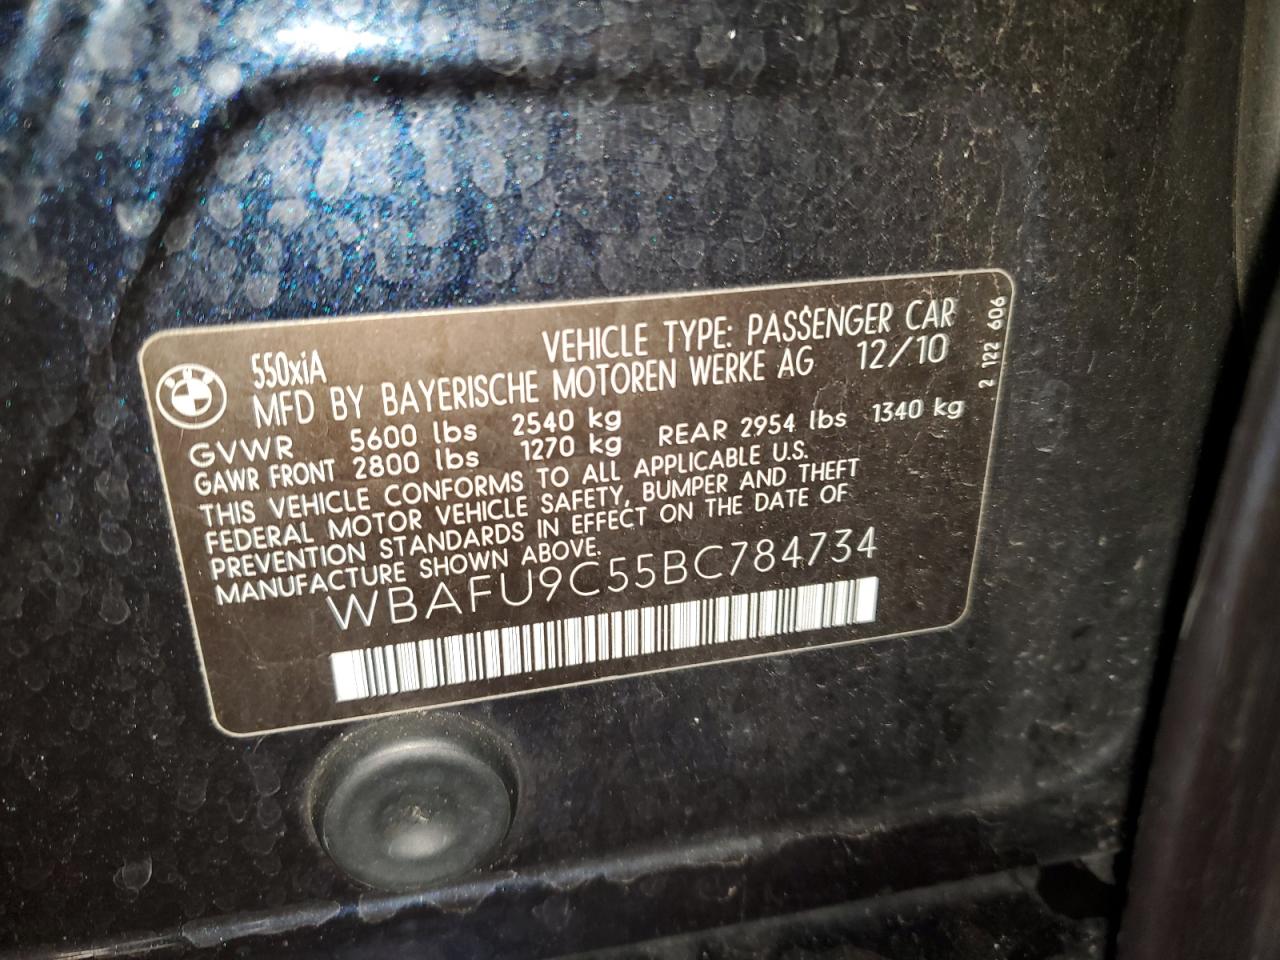 550xiA
VEHICLE TYPE: PASSENGER CAR
MFD BY BAYERISCHE MOTOREN WERKE AG 12/10
GVWR 5600 lbs 2540 kg
GAWR FRONT 2800 lbs 1270 kg REAR 2954 lbs 1340 kg
THIS VEHICLE CONFORMS TO ALL APPLICABLE U.S.
FEDERAL MOTOR VEHICLE SAFETY, BUMPER AND THEFT
PREVENTION STANDARDS IN EFFECT ON THE DATE OF
MANUFACTURE SHOWN ABOVE.
WBAFU9C55BC784734
2 122 606